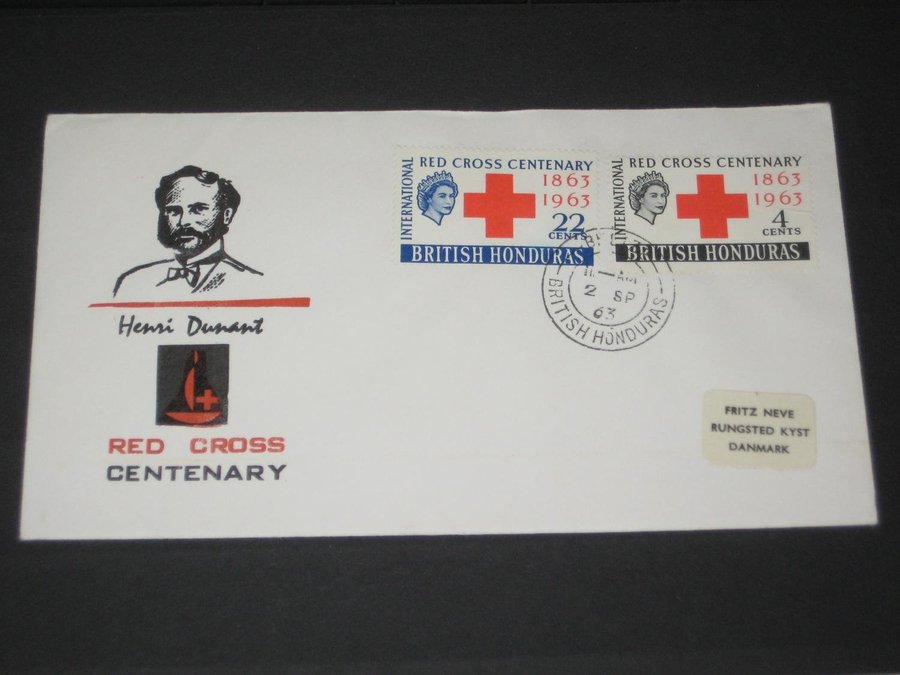 Henri Dunant
RED CROSS
CENTENARY
INTERNATIONAL
RED CROSS CENTENARY
1863
1963
22
CENTS
BRITISH HONDURAS
INTERNATIONAL
RED CROSS CENTENARY
1863
1963
4
CENTS
BRITISH HONDURAS
AM
2 SP
63
BRITISH HONDURAS
FRITZ NEVE
RUNGSTED KYST
DANMARK